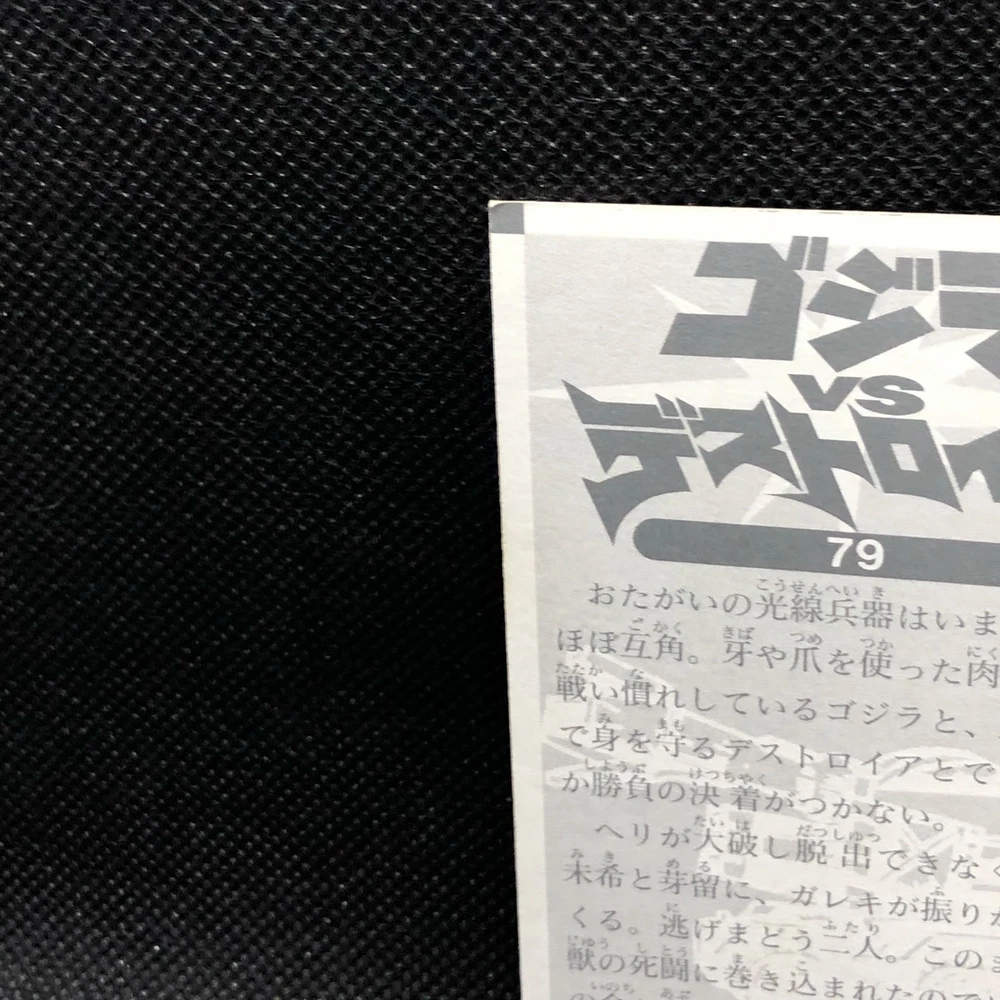 ゴジラ
VS
デストロイ
79
おたがいの光線兵器はいま
ほぼ互角。牙や爪を使った肉
戦い慣れしているゴジラと、
で身を守るデストロイアとで
か勝負の決着がつかない。
ヘリが大破し脱出できなく
未希と芽留に、ガレキが振りか
くる。逃げまどう二人。このま
獣の死闘に巻き込まれたので